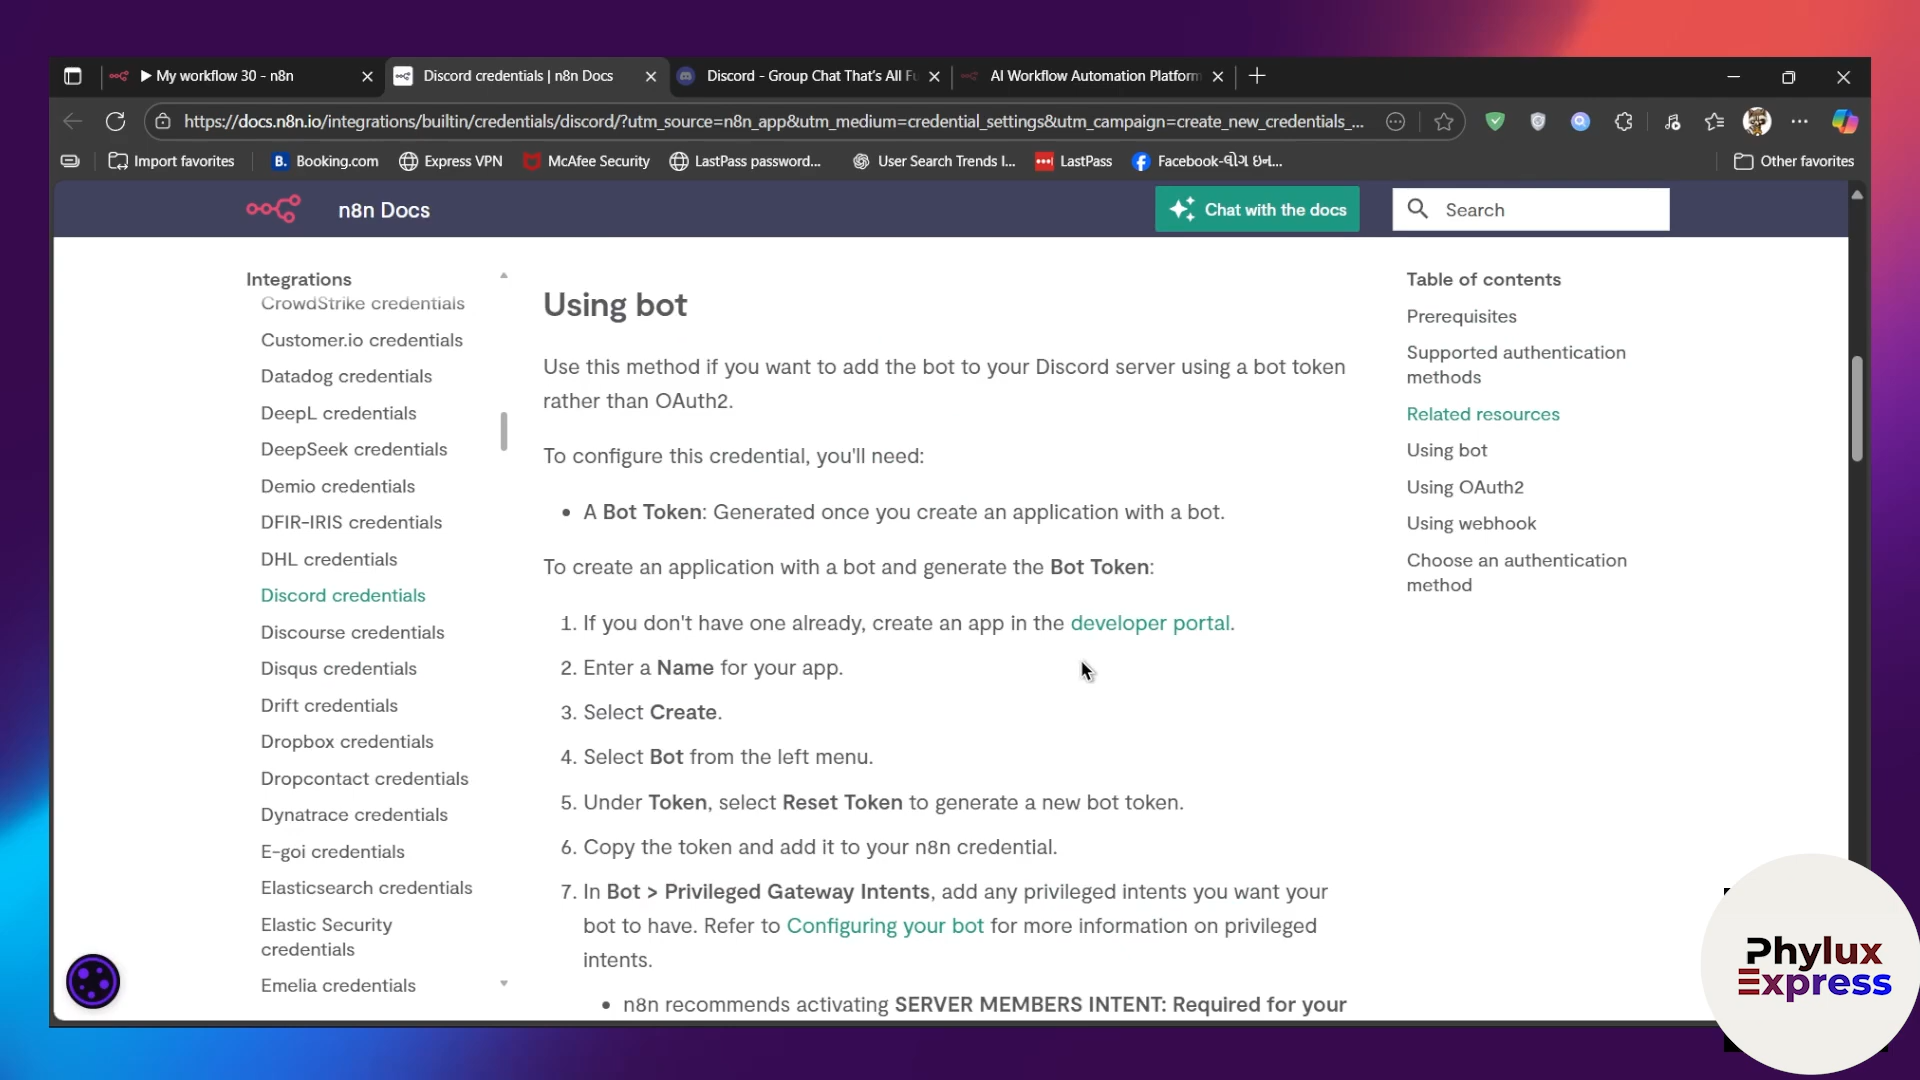 My workflow 30 - n8n
Discord credentials | n8n Docs
Discord - Group Chat That's All Fu
AI Workflow Automation Platform
https://docs.n8n.io/integrations/builtin/credentials/discord/?utm_source=n8n_app&utm_medium=credential_settings&utm_campaign=create_new_credentials_...
Import favorites
B. Booking.com
Express VPN
McAfee Security
LastPass password...
User Search Trends I...
LastPass
Facebook-લૉગ ઇન...
Other favorites
n8n Docs
Chat with the docs
Search
Integrations
CrowdStrike credentials
Customer.io credentials
Datadog credentials
DeepL credentials
DeepSeek credentials
Demio credentials
DFIR-IRIS credentials
DHL credentials
Discord credentials
Discourse credentials
Disqus credentials
Drift credentials
Dropbox credentials
Dropcontact credentials
Dynatrace credentials
E-goi credentials
Elasticsearch credentials
Elastic Security
credentials
Emelia credentials
Using bot
Use this method if you want to add the bot to your Discord server using a bot token
rather than OAuth2.
To configure this credential, you'll need:
• A Bot Token: Generated once you create an application with a bot.
To create an application with a bot and generate the Bot Token:
1. If you don't have one already, create an app in the developer portal.
2. Enter a Name for your app.
3. Select Create.
4. Select Bot from the left menu.
5. Under Token, select Reset Token to generate a new bot token.
6. Copy the token and add it to your n8n credential.
7. In Bot > Privileged Gateway Intents, add any privileged intents you want your
bot to have. Refer to Configuring your bot for more information on privileged
intents.
• n8n recommends activating SERVER MEMBERS INTENT: Required for your
Table of contents
Prerequisites
Supported authentication
methods
Related resources
Using bot
Using OAuth2
Using webhook
Choose an authentication
method
Phylux
Express